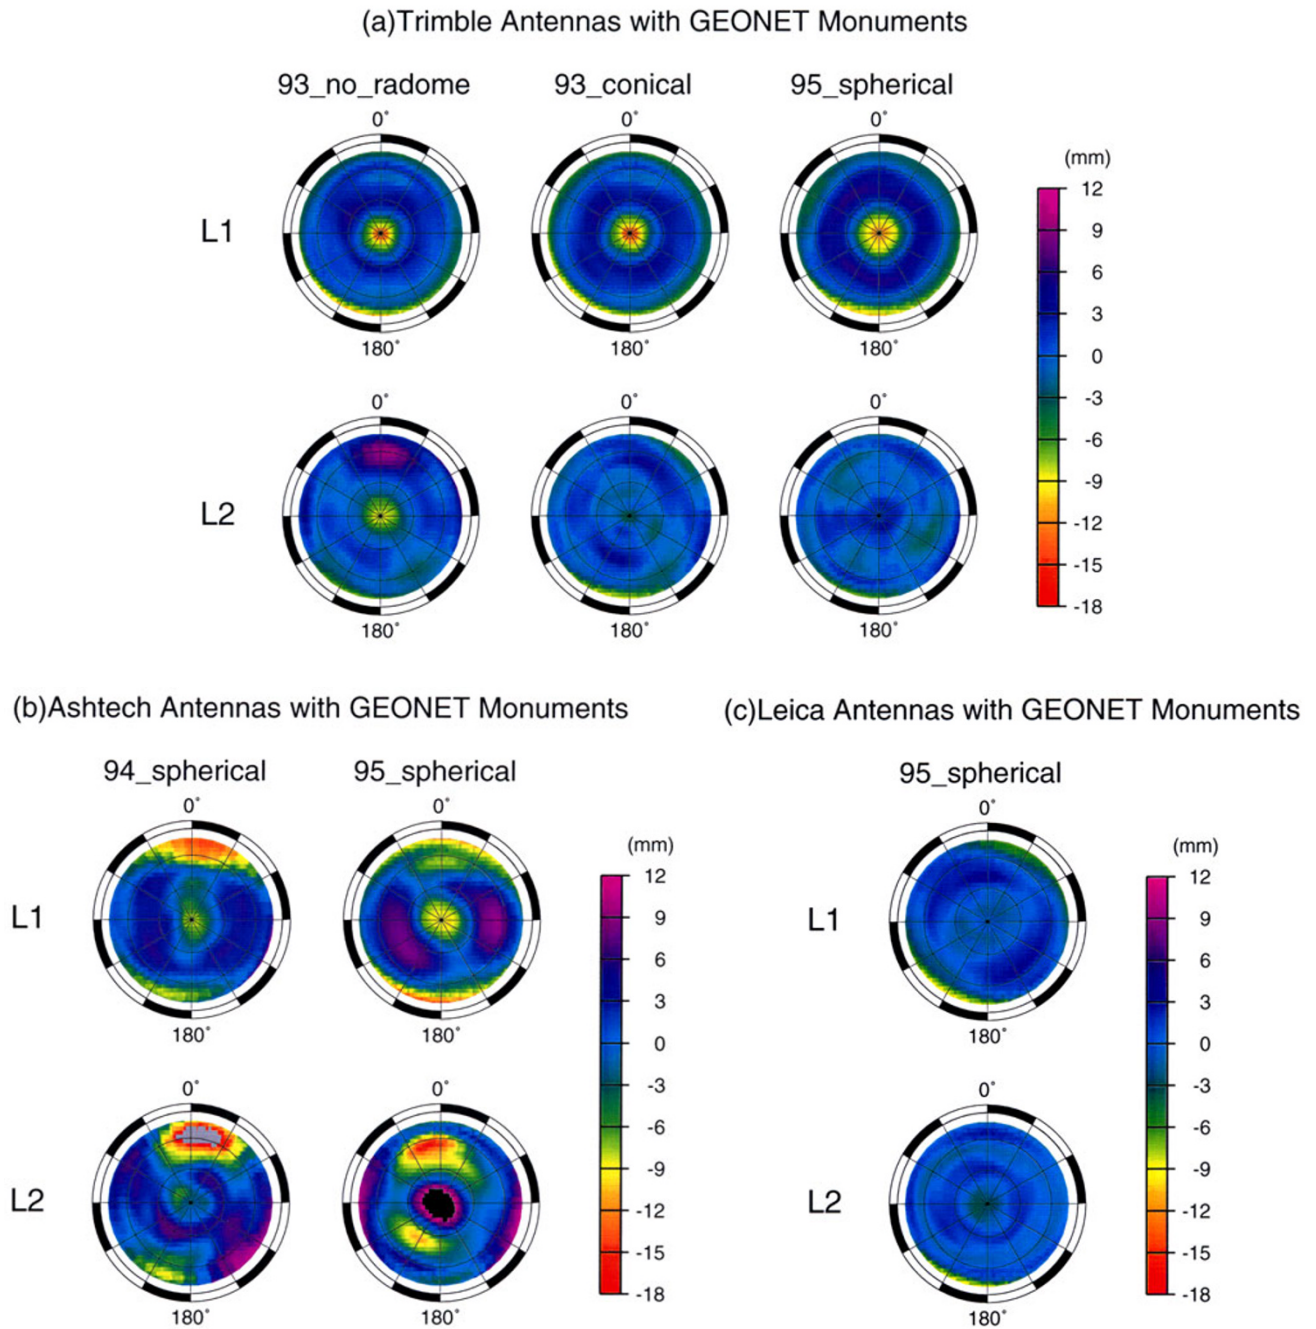 (a)Trimble Antennas with GEONET Monuments
93_no_radome 93_conical 95_spherical
0° 0° 0°
(mm)
12
9
6
3
0
-3
-6
-9
-12
-15
-18
L1
180° 180° 180°
0° 0° 0°
L2
180° 180° 180°
(b)Ashtech Antennas with GEONET Monuments
94_spherical 95_spherical
0° 0°
(mm)
12
9
6
3
0
-3
-6
-9
-12
-15
-18
L1
180° 180°
0° 0°
L2
180° 180°
(c)Leica Antennas with GEONET Monuments
95_spherical
0°
(mm)
12
9
6
3
0
-3
-6
-9
-12
-15
-18
L1
180°
0°
L2
180°